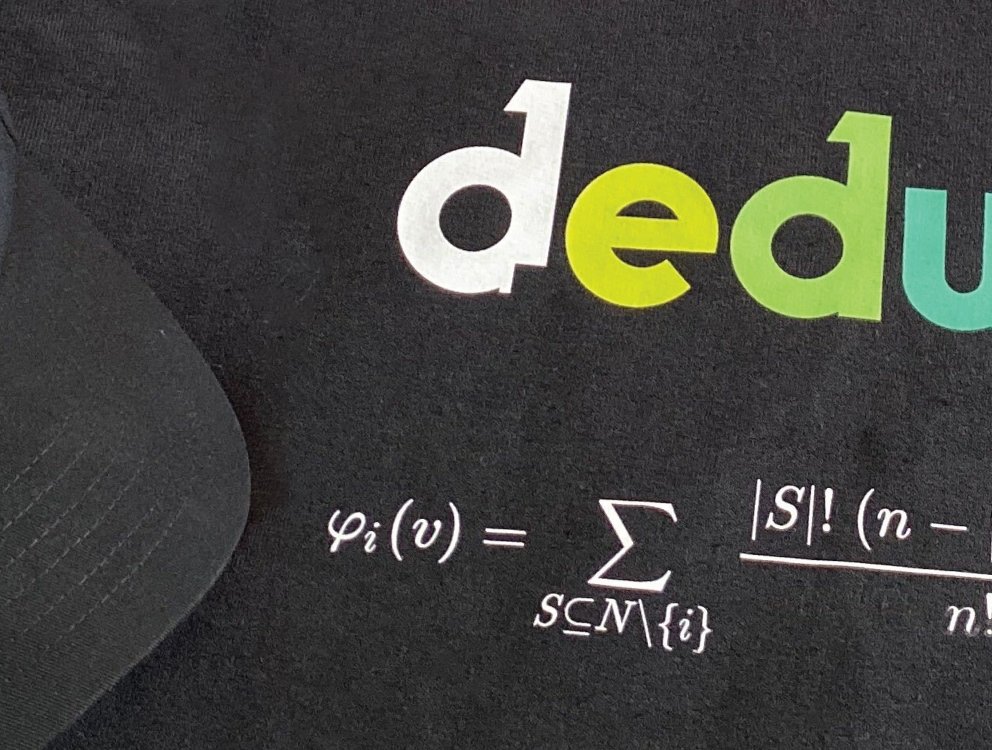 dedu
φᵢ(v) = ∑ |S|! (n −
S⊆N\{i} n!